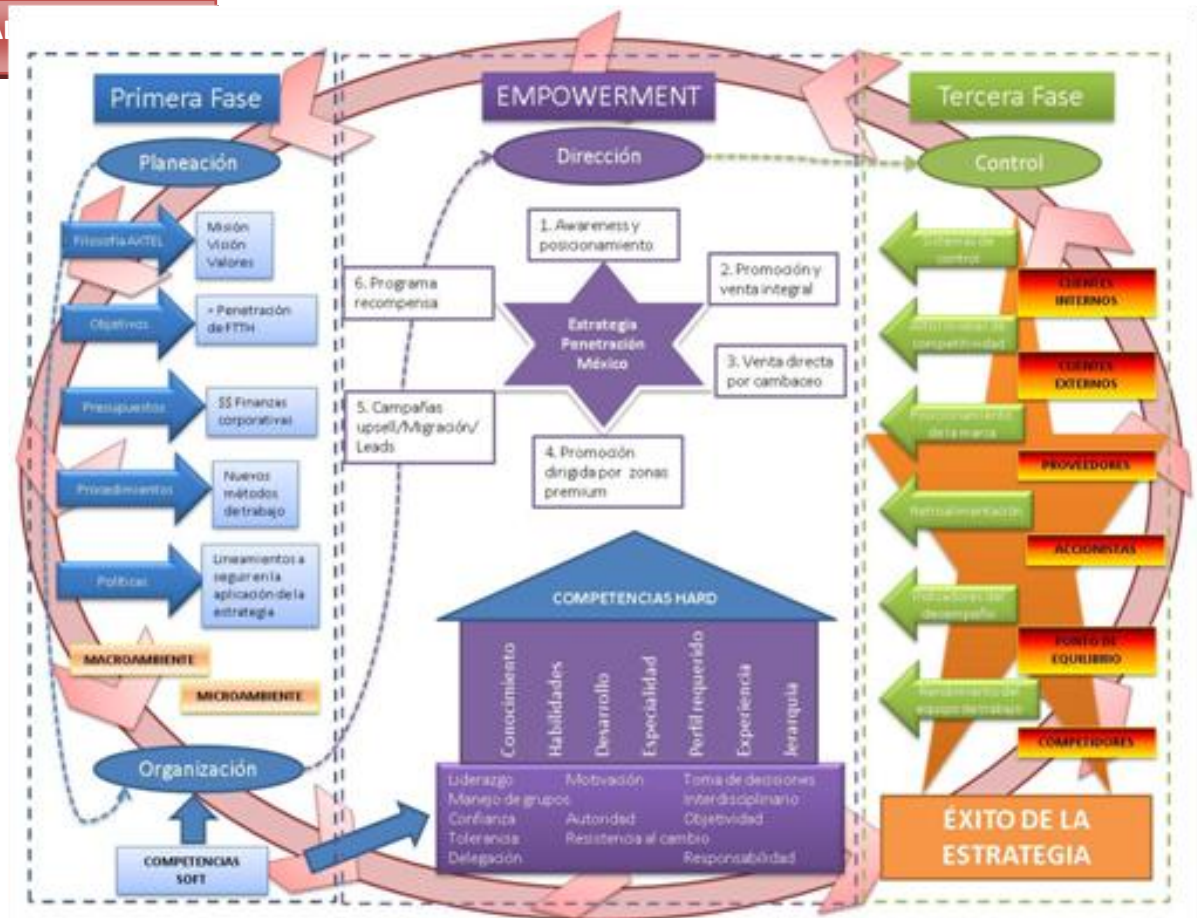 Primera Fase
EMPOWERMENT
Tercera Fase
Planeación
Dirección
Control
Filosofía AXTEL
Misión
Visión
Valores
Objetivos
+ Penetración
de FTTH
Presupuestos
$$ Finanzas
corporativas
Procedimientos
Nuevos
métodos
de trabajo
Políticas
Lineamientos a
seguir en la
aplicación de la
estrategia
MACROAMBIENTE
MICROAMBIENTE
Organización
COMPETENCIAS
SOFT
1. Awareness y
posicionamiento
2. Promoción y
venta integral
3. Venta directa
por cambaceo
4. Promoción
dirigida por zonas
premium
5. Campañas
upsell/Migración/
Leads
6. Programa
recompensa
Estrategia
Penetración
México
COMPETENCIAS HARD
Conocimiento
Habilidades
Desarrollo
Especialidad
Perfil requerido
Experiencia
Jerarquía
Liderazgo Motivación Toma de decisiones
Manejo de grupos Interdisciplinario
Confianza Autoridad Objetividad
Tolerancia Resistencia al cambio
Delegación Responsabilidad
Sistemas de
control
CLIENTES
INTERNOS
de
competitividad
CLIENTES
EXTERNOS
Posicionamiento
de la marca
PROVEEDORES
Retroalimentación
ACCIONISTAS
Indicadores del
desempeño
PUNTO DE
EQUILIBRIO
Rendimiento del
equipo de trabajo
COMPETIDORES
ÉXITO DE LA
ESTRATEGIA